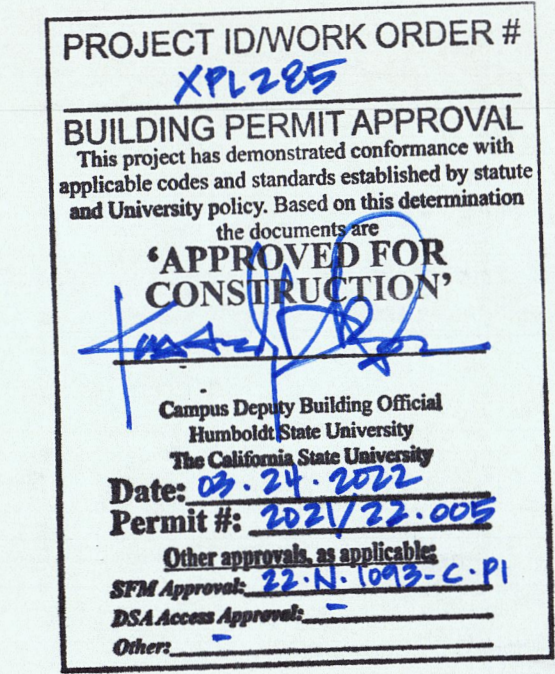 PROJECT ID/WORK ORDER #
XPL285
BUILDING PERMIT APPROVAL
This project has demonstrated conformance with
applicable codes and standards established by statute
and University policy. Based on this determination
the documents are
'APPROVED FOR
CONSTRUCTION'
Campus Deputy Building Official
Humboldt State University
The California State University
Date: 03.24.2022
Permit #: 2021/22.005
Other approvals, as applicable:
SFM Approval: 22.N.1093-C.PI
DSA Access Approval: -
Other: -